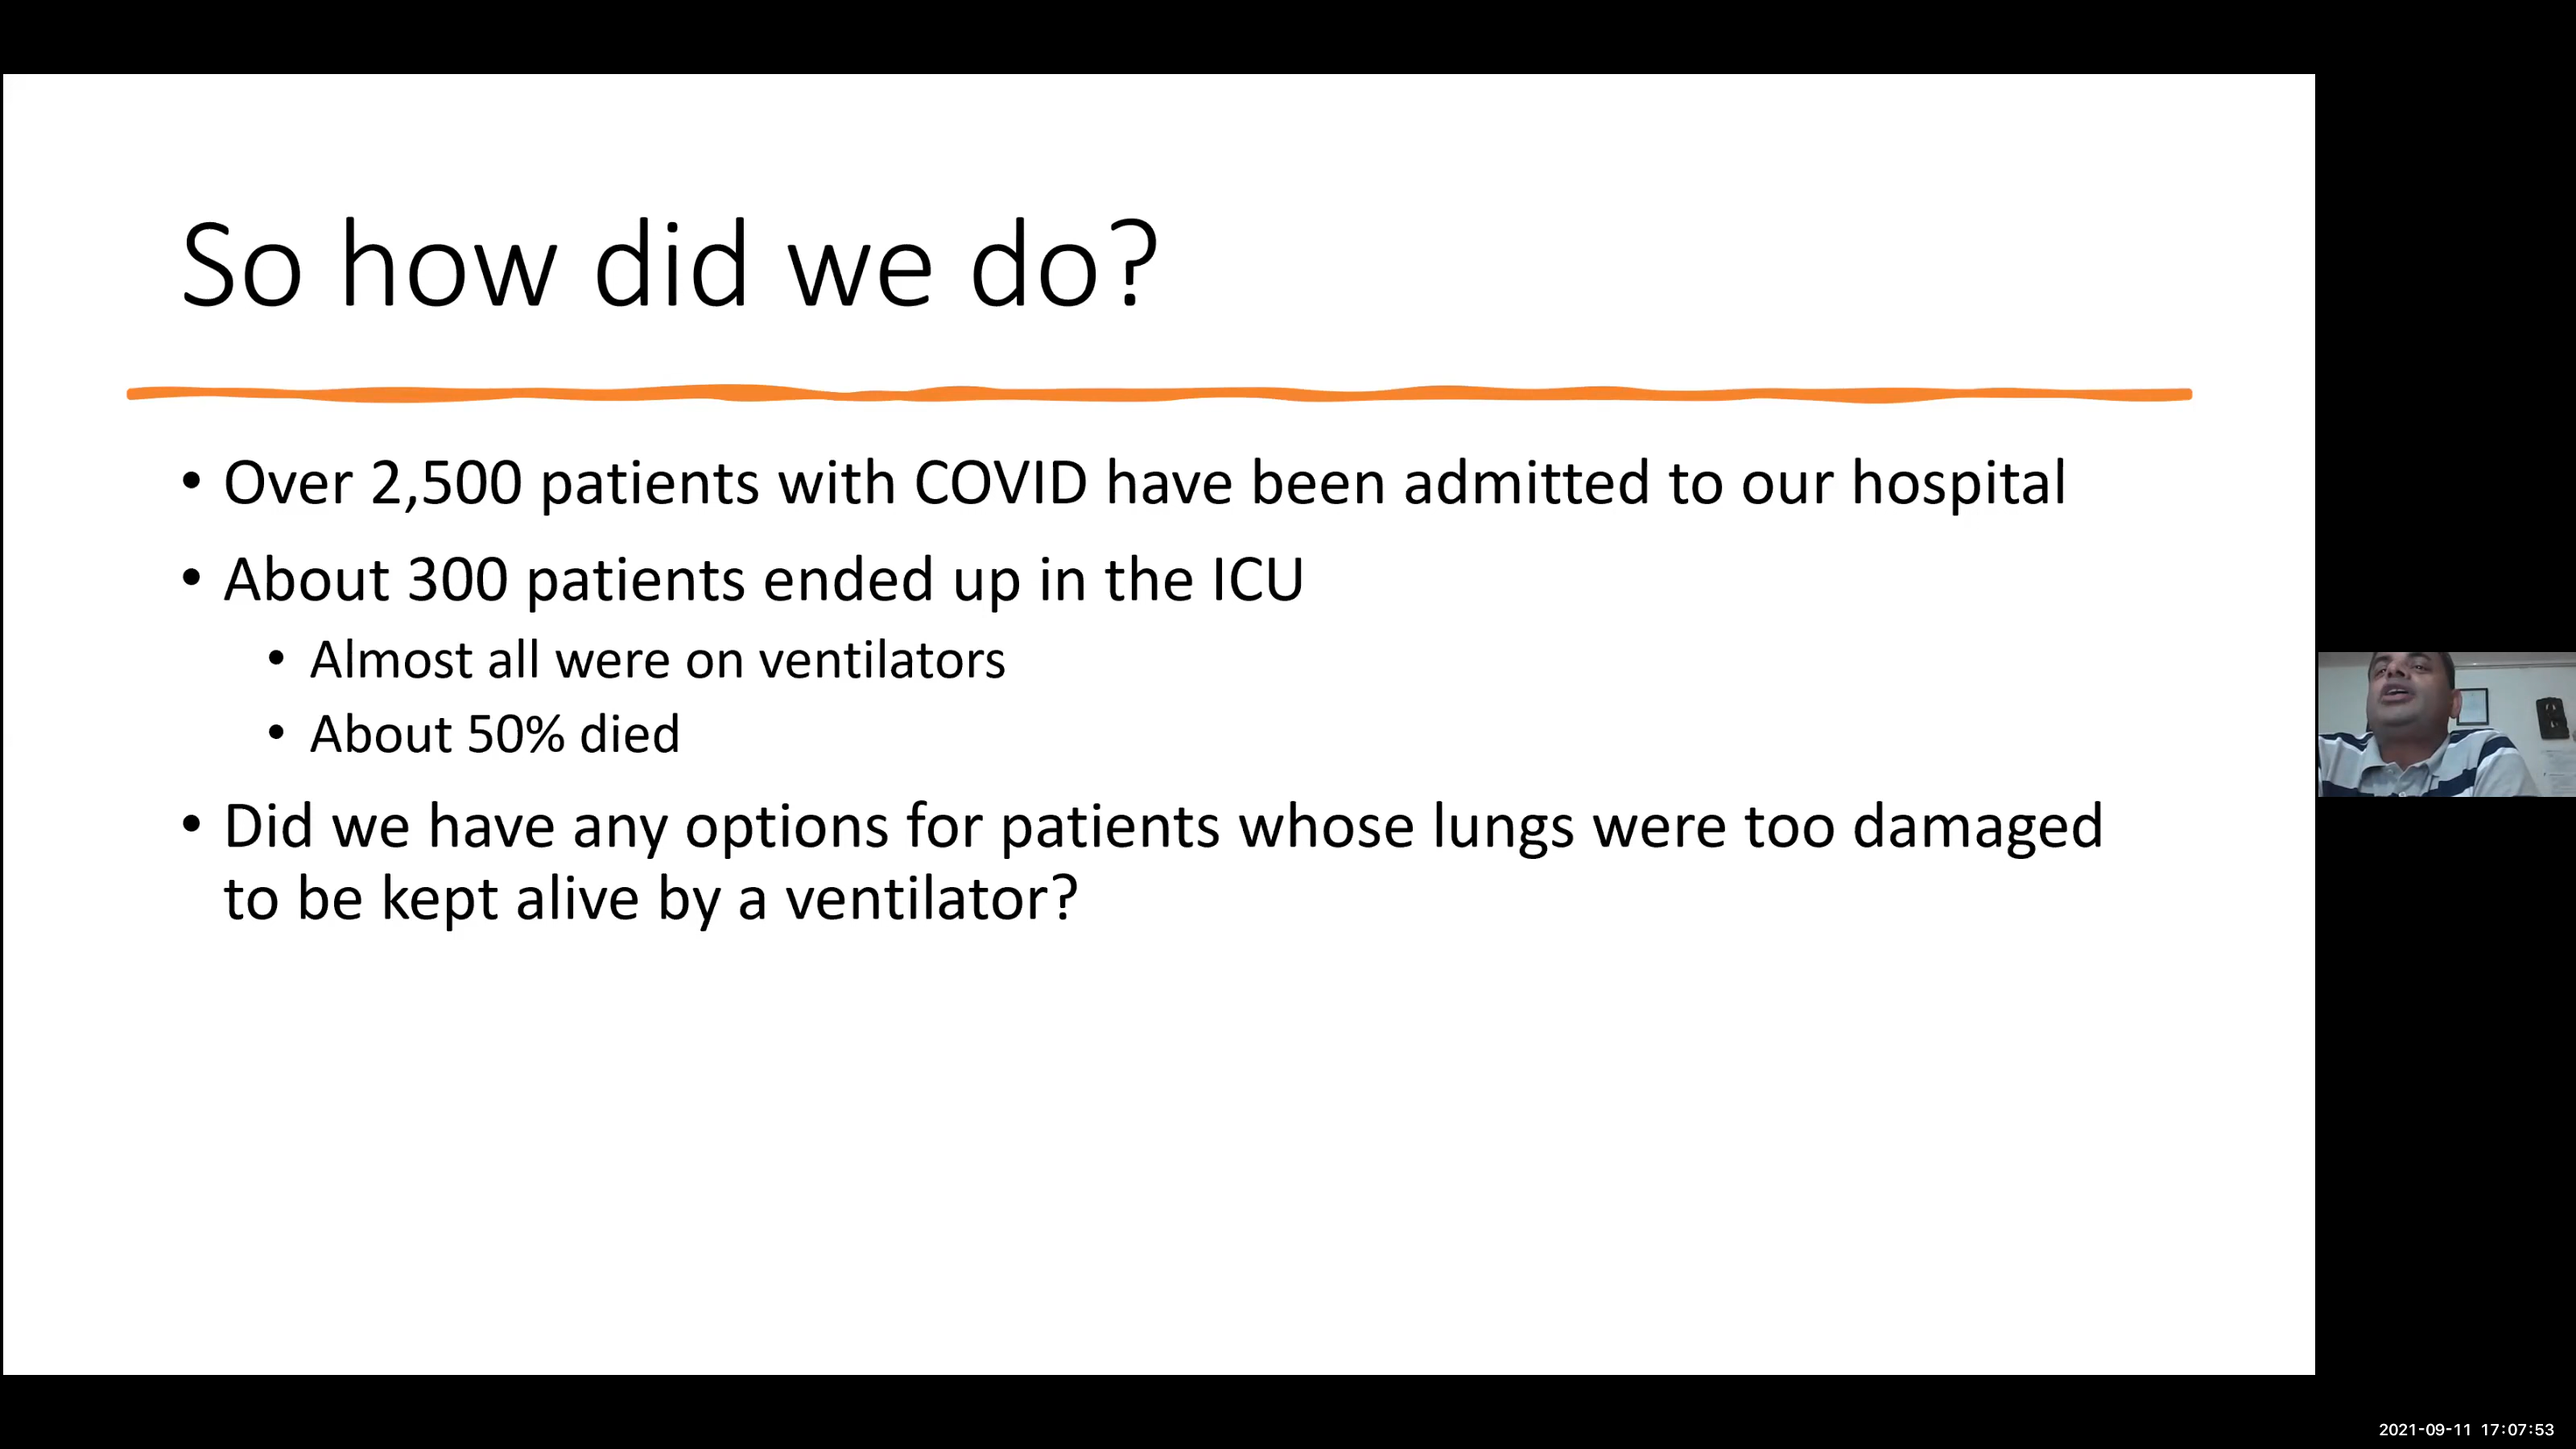 So how did we do?
• Over 2,500 patients with COVID have been admitted to our hospital
• About 300 patients ended up in the ICU
• Almost all were on ventilators
• About 50% died
• Did we have any options for patients whose lungs were too damaged
to be kept alive by a ventilator?
2021-09-11 17:07:53